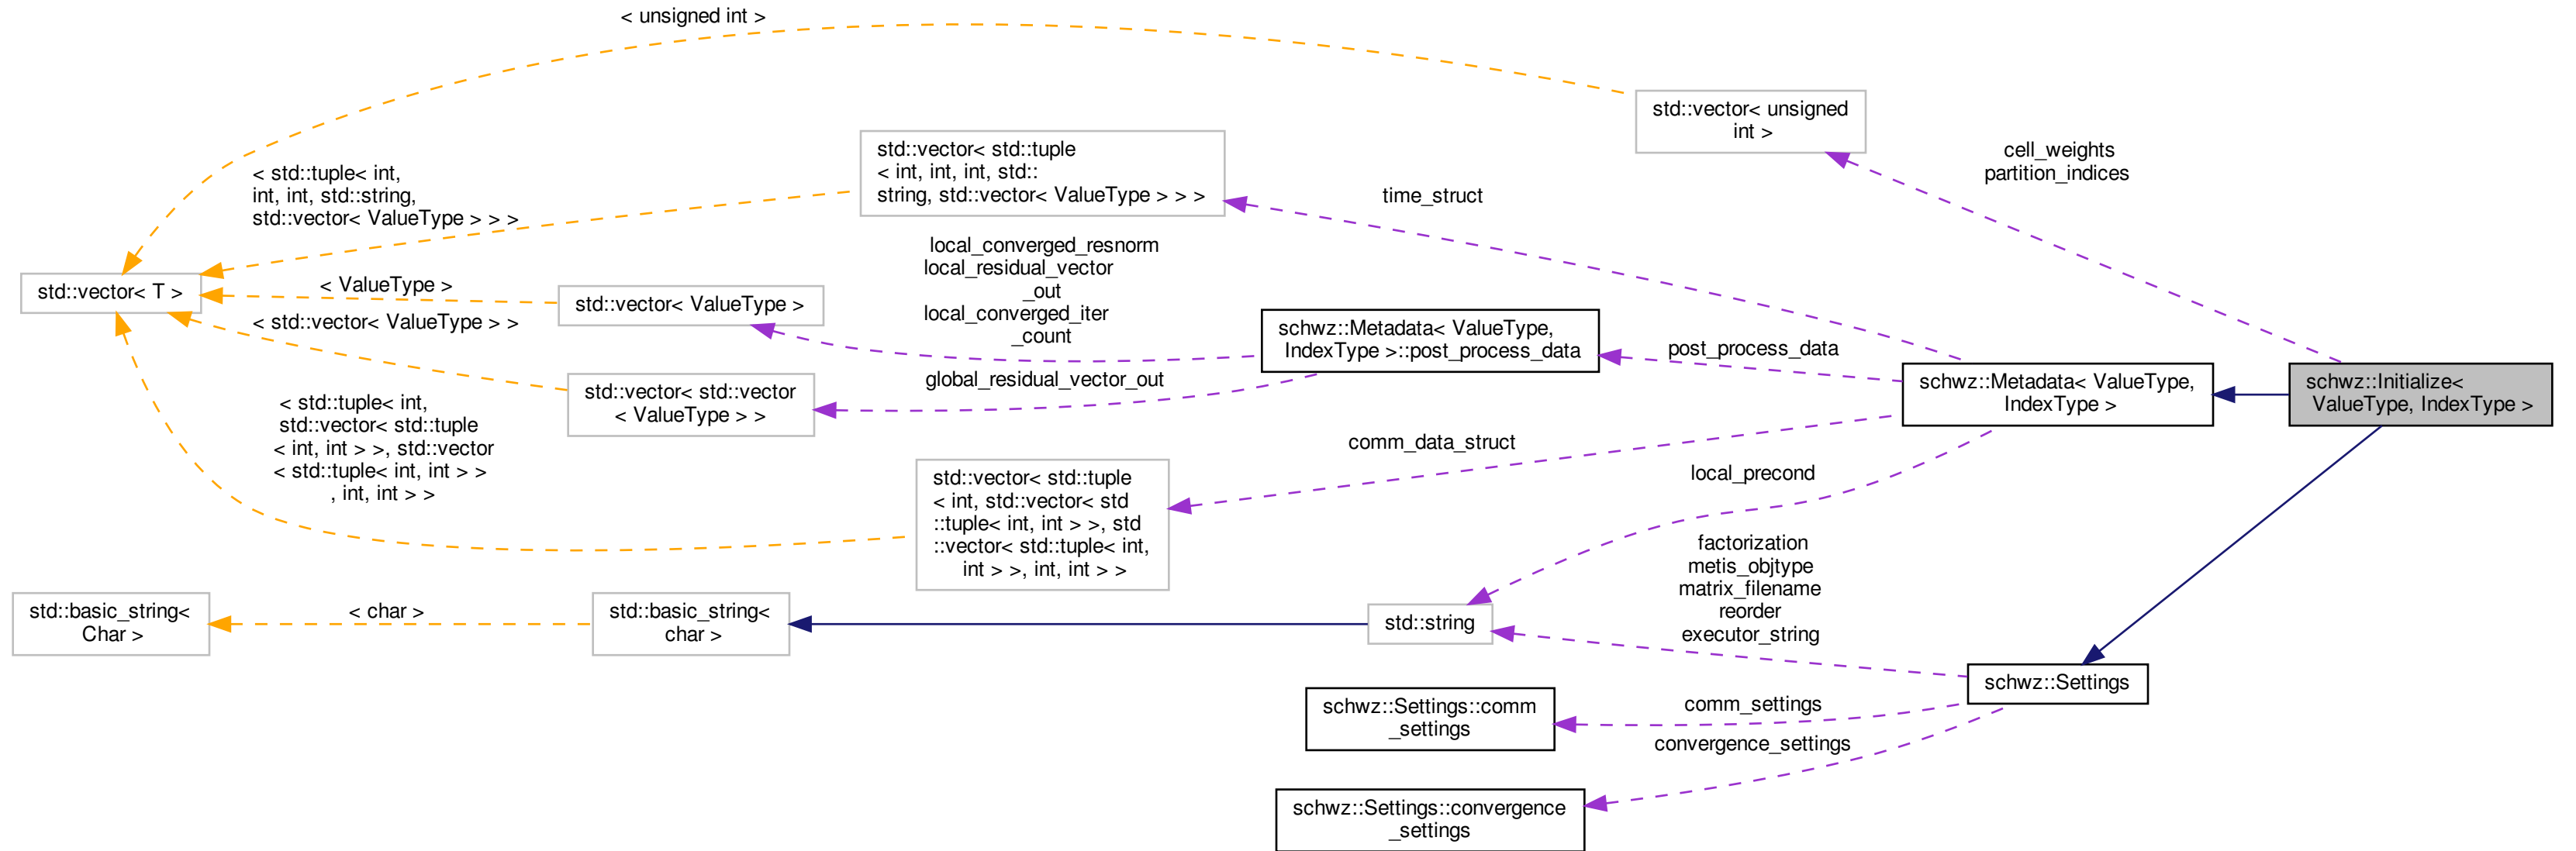 < unsigned int >
std::vector< unsigned
int >
cell_weights
partition_indices
std::vector< std::tuple
< int, int, int, std::
string, std::vector< ValueType > > >
< std::tuple< int,
int, int, std::string,
std::vector< ValueType > > >
time_struct
local_converged_resnorm
local_residual_vector
_out
local_converged_iter
_count
std::vector< T >
< ValueType >
std::vector< ValueType >
< std::vector< ValueType > >
schwz::Metadata< ValueType,
IndexType >::post_process_data
post_process_data
schwz::Metadata< ValueType,
IndexType >
schwz::Initialize<
ValueType, IndexType >
global_residual_vector_out
std::vector< std::vector
< ValueType > >
< std::tuple< int,
std::vector< std::tuple
< int, int > >, std::vector
< std::tuple< int, int > >
, int, int > >
comm_data_struct
local_precond
std::vector< std::tuple
< int, std::vector< std
::tuple< int, int > >, std
::vector< std::tuple< int,
int > >, int, int > >
factorization
metis_objtype
matrix_filename
reorder
executor_string
std::basic_string<
Char >
< char >
std::basic_string<
char >
std::string
schwz::Settings
schwz::Settings::comm
_settings
comm_settings
convergence_settings
schwz::Settings::convergence
_settings